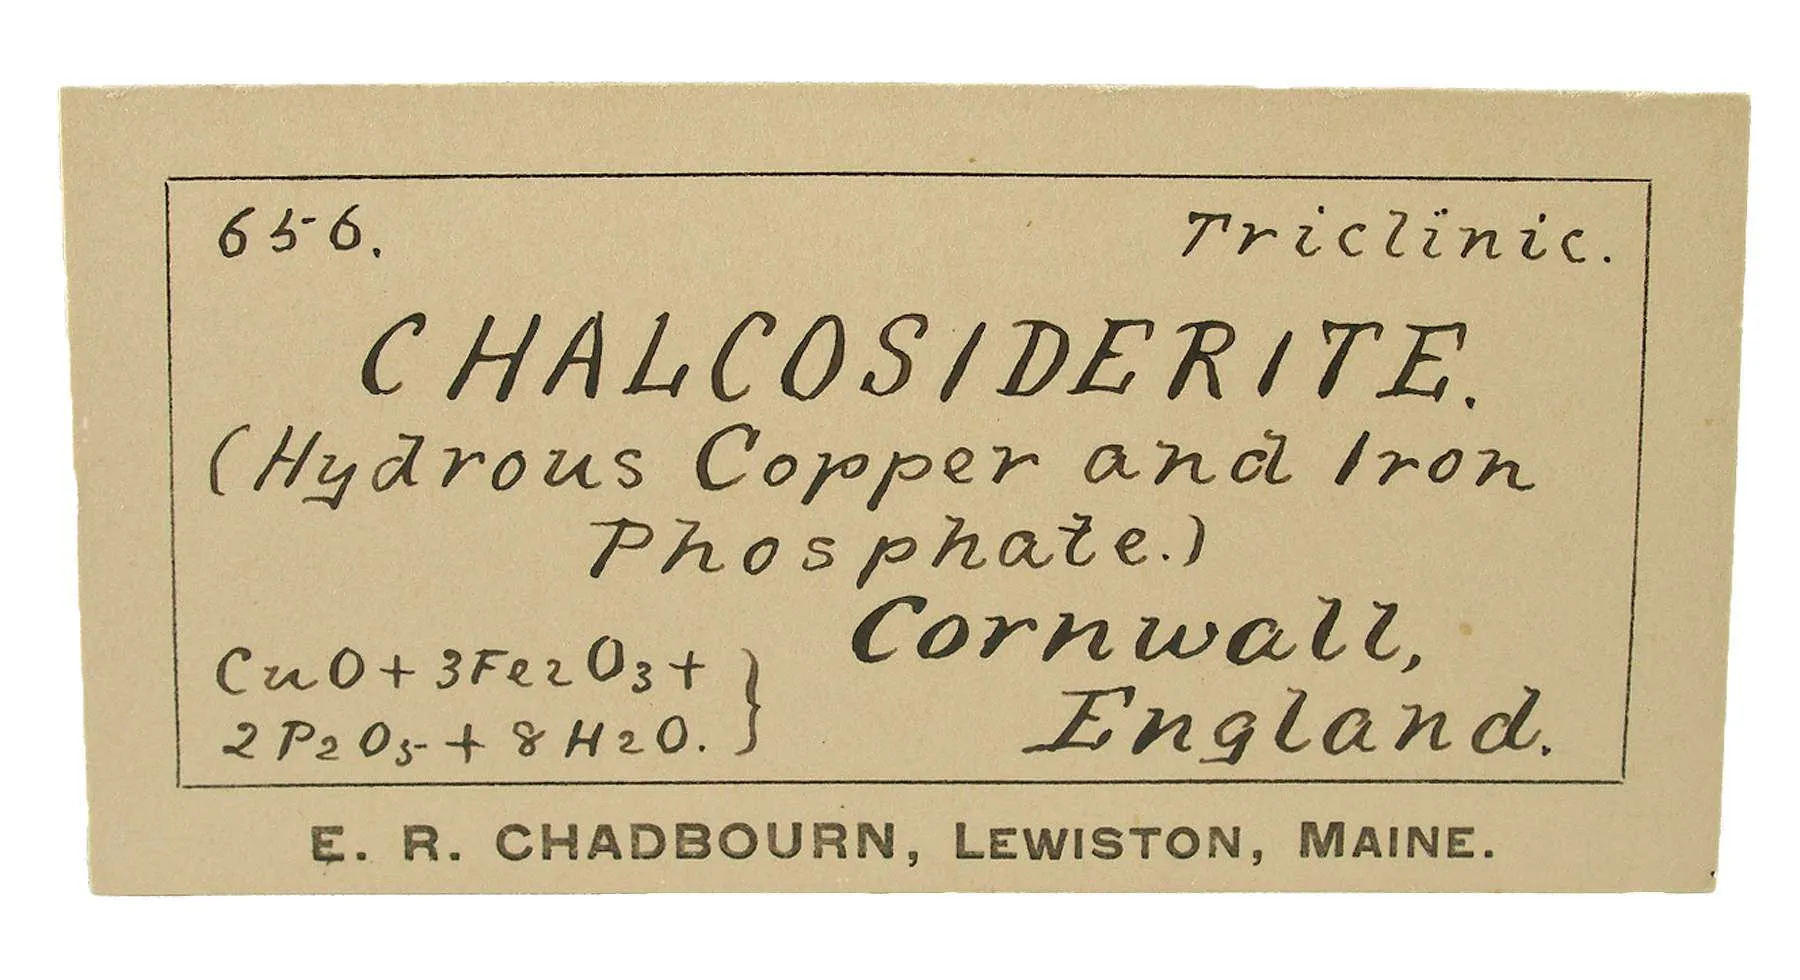 656. Triclinic.
CHALCOSIDERITE.
(Hydrous Copper and Iron
Phosphate.)
Cornwall,
England.
CuO + 3Fe2O3 +
2P2O5 + 8H2O. }
E. R. CHADBOURN, LEWISTON, MAINE.